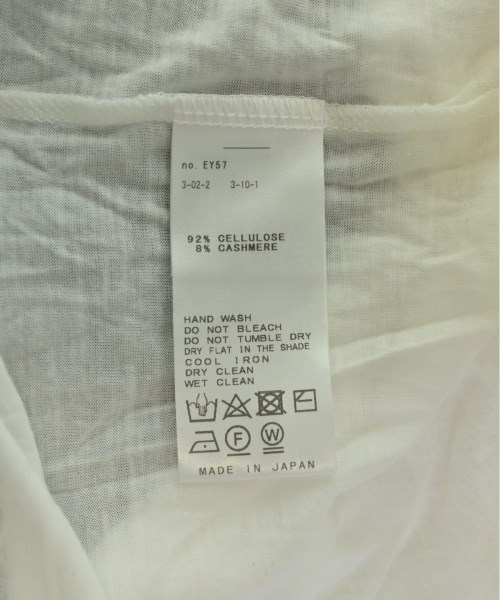 no. EY57
3-02-2 3-10-1
92% CELLULOSE
8% CASHMERE
HAND WASH
DO NOT BLEACH
DO NOT TUMBLE DRY
DRY FLAT IN THE SHADE
COOL IRON
DRY CLEAN
WET CLEAN
F W
MADE IN JAPAN